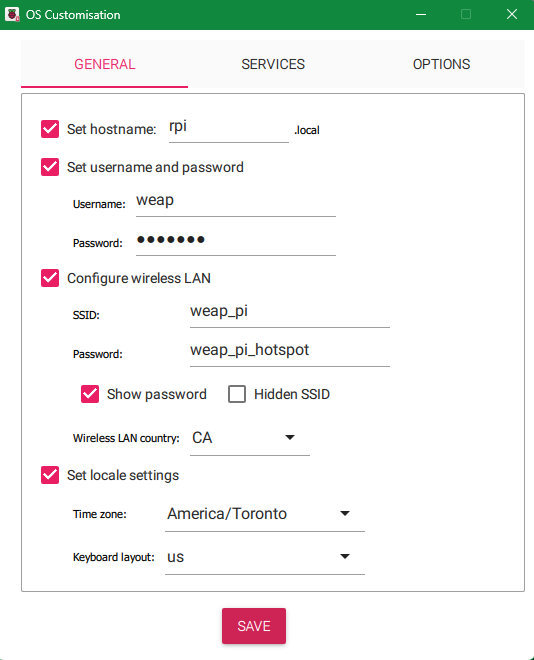 OS Customisation
GENERAL SERVICES OPTIONS
Set hostname: rpi .local
Set username and password
Username: weap
Password: •••••••
Configure wireless LAN
SSID: weap_pi
Password: weap_pi_hotspot
Show password Hidden SSID
Wireless LAN country: CA
Set locale settings
Time zone: America/Toronto
Keyboard layout: us
SAVE